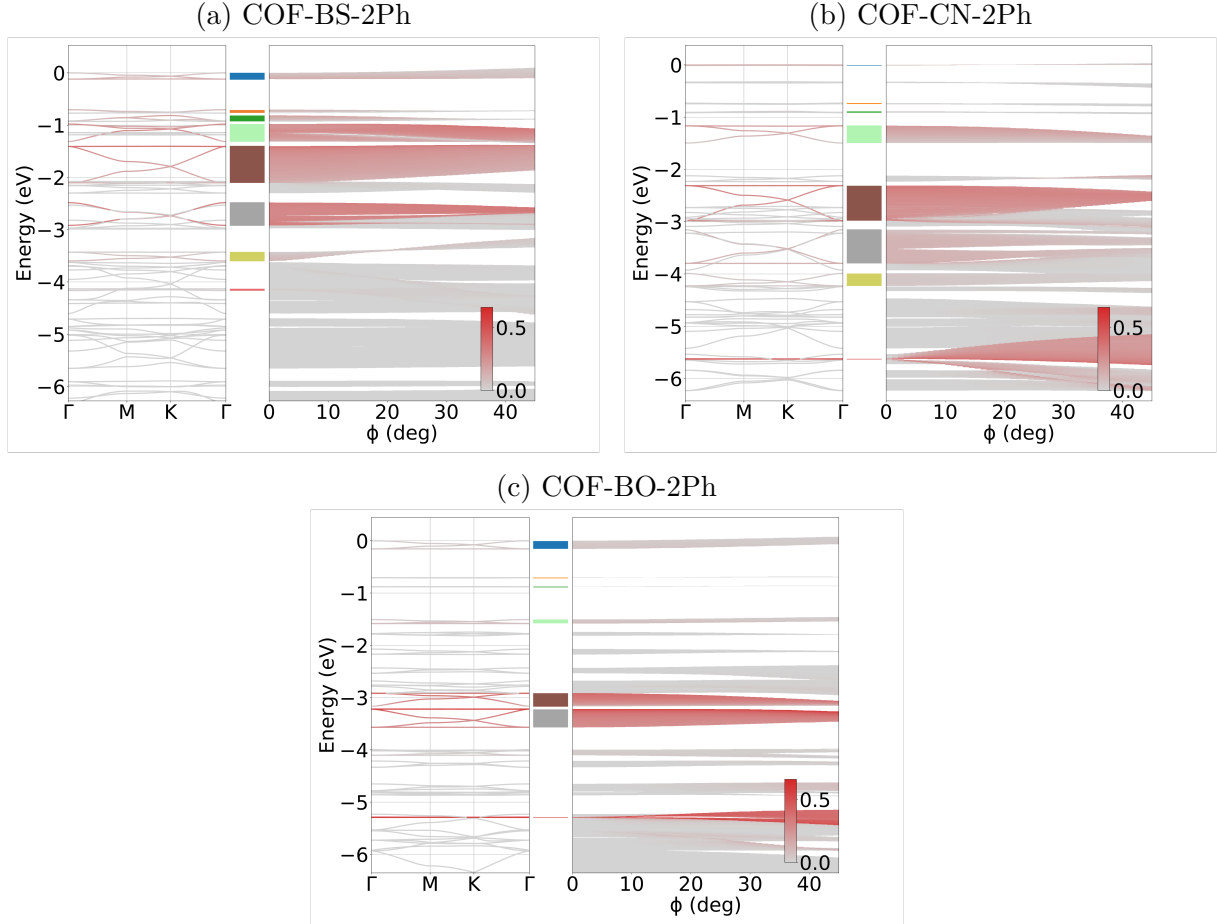 (a) COF-BS-2Ph
(b) COF-CN-2Ph
0
−1
−2
−3
−4
−5
−6
Energy (eV)
Γ M K Γ
0 10 20 30 40
ϕ (deg)
0.5
0.0
0
−1
−2
−3
−4
−5
−6
Energy (eV)
Γ M K Γ
0 10 20 30 40
ϕ (deg)
0.5
0.0
(c) COF-BO-2Ph
0
−1
−2
−3
−4
−5
−6
Energy (eV)
Γ M K Γ
0 10 20 30 40
ϕ (deg)
0.5
0.0